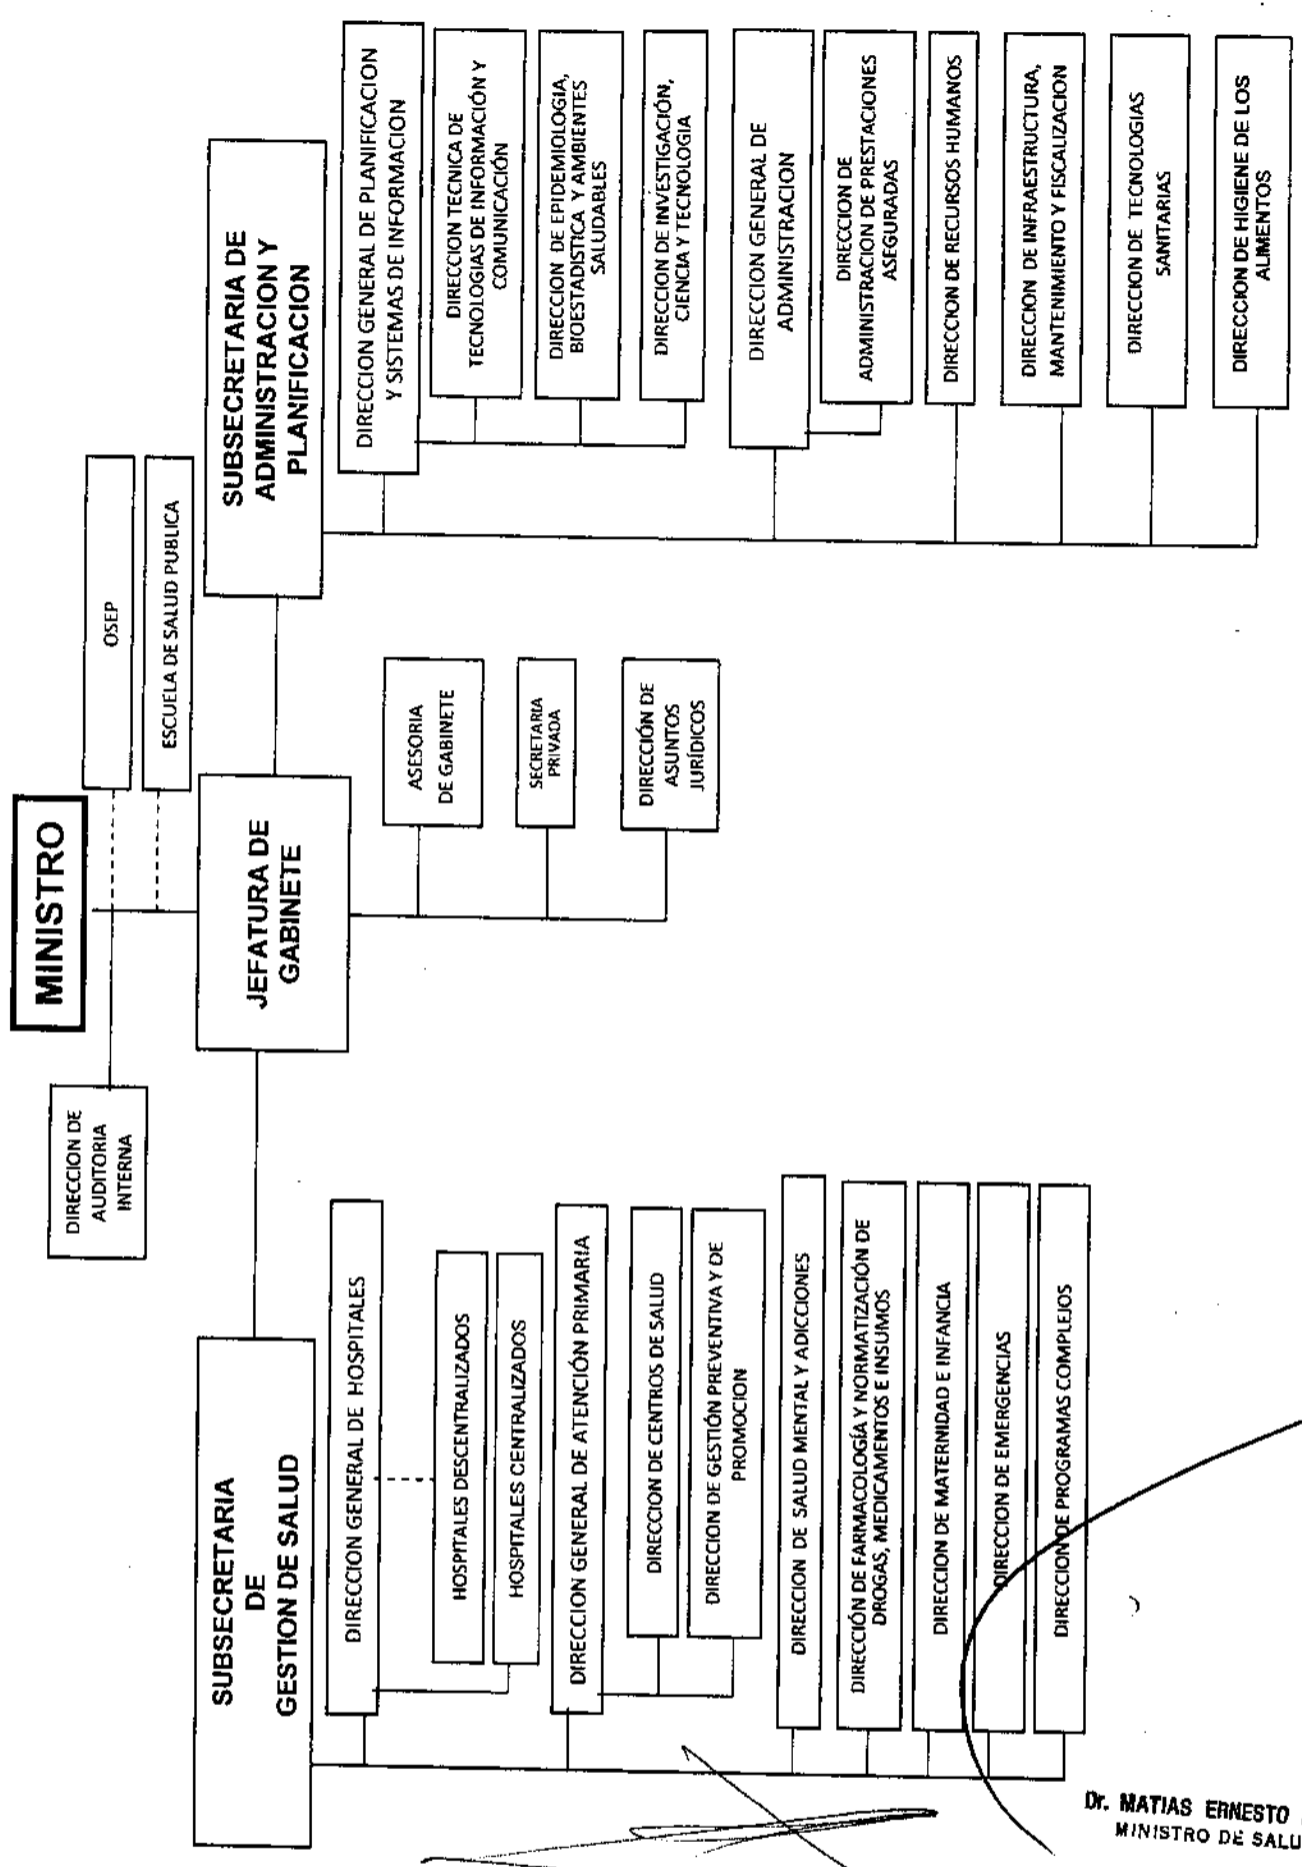 MINISTRO
DIRECCION DE
AUDITORIA
INTERNA
OSEP
ESCUELA DE SALUD PUBLICA
JEFATURA DE
GABINETE
ASESORIA
DE GABINETE
SECRETARIA
PRIVADA
DIRECCIÓN DE
ASUNTOS
JURÍDICOS
SUBSECRETARIA
DE
GESTION DE SALUD
DIRECCION GENERAL DE HOSPITALES
HOSPITALES DESCENTRALIZADOS
HOSPITALES CENTRALIZADOS
DIRECCION GENERAL DE ATENCIÓN PRIMARIA
DIRECCION DE CENTROS DE SALUD
DIRECCION DE GESTIÓN PREVENTIVA Y DE
PROMOCION
DIRECCION DE SALUD MENTAL Y ADICCIONES
DIRECCIÓN DE FARMACOLOGÍA Y NORMATIZACIÓN DE
DROGAS, MEDICAMENTOS E INSUMOS
DIRECCION DE MATERNIDAD E INFANCIA
DIRECCION DE EMERGENCIAS
DIRECCION DE PROGRAMAS COMPLEJOS
SUBSECRETARIA DE
ADMINISTRACION Y
PLANIFICACION
DIRECCION GENERAL DE PLANIFICACION
Y SISTEMAS DE INFORMACION
DIRECCION TECNICA DE
TECNOLOGIAS DE INFORMACIÓN Y
COMUNICACIÓN
DIRECCION DE EPIDEMIOLOGIA,
BIOESTADISTICA Y AMBIENTES
SALUDABLES
DIRECCION DE INVESTIGACIÓN,
CIENCIA Y TECNOLOGIA
DIRECCION GENERAL DE
ADMINISTRACION
DIRECCION DE
ADMINISTRACION DE PRESTACIONES
ASEGURADAS
DIRECCION DE RECURSOS HUMANOS
DIRECCION DE INFRAESTRUCTURA,
MANTENIMIENTO Y FISCALIZACION
DIRECCION DE TECNOLOGIAS
SANITARIAS
DIRECCION DE HIGIENE DE LOS
ALIMENTOS
Dr. MATIAS ERNESTO
MINISTRO DE SALU